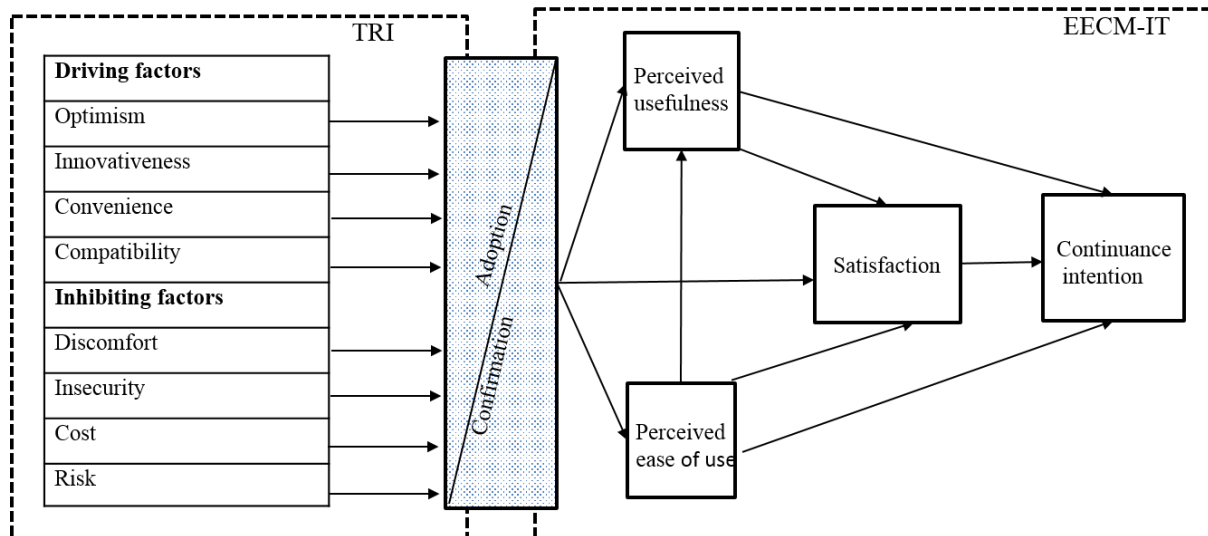 TRI
EECM-IT
Driving factors
Optimism
Innovativeness
Convenience
Compatibility
Inhibiting factors
Discomfort
Insecurity
Cost
Risk
Adoption
Confirmation
Perceived
usefulness
Satisfaction
Continuance
intention
Perceived
ease of use